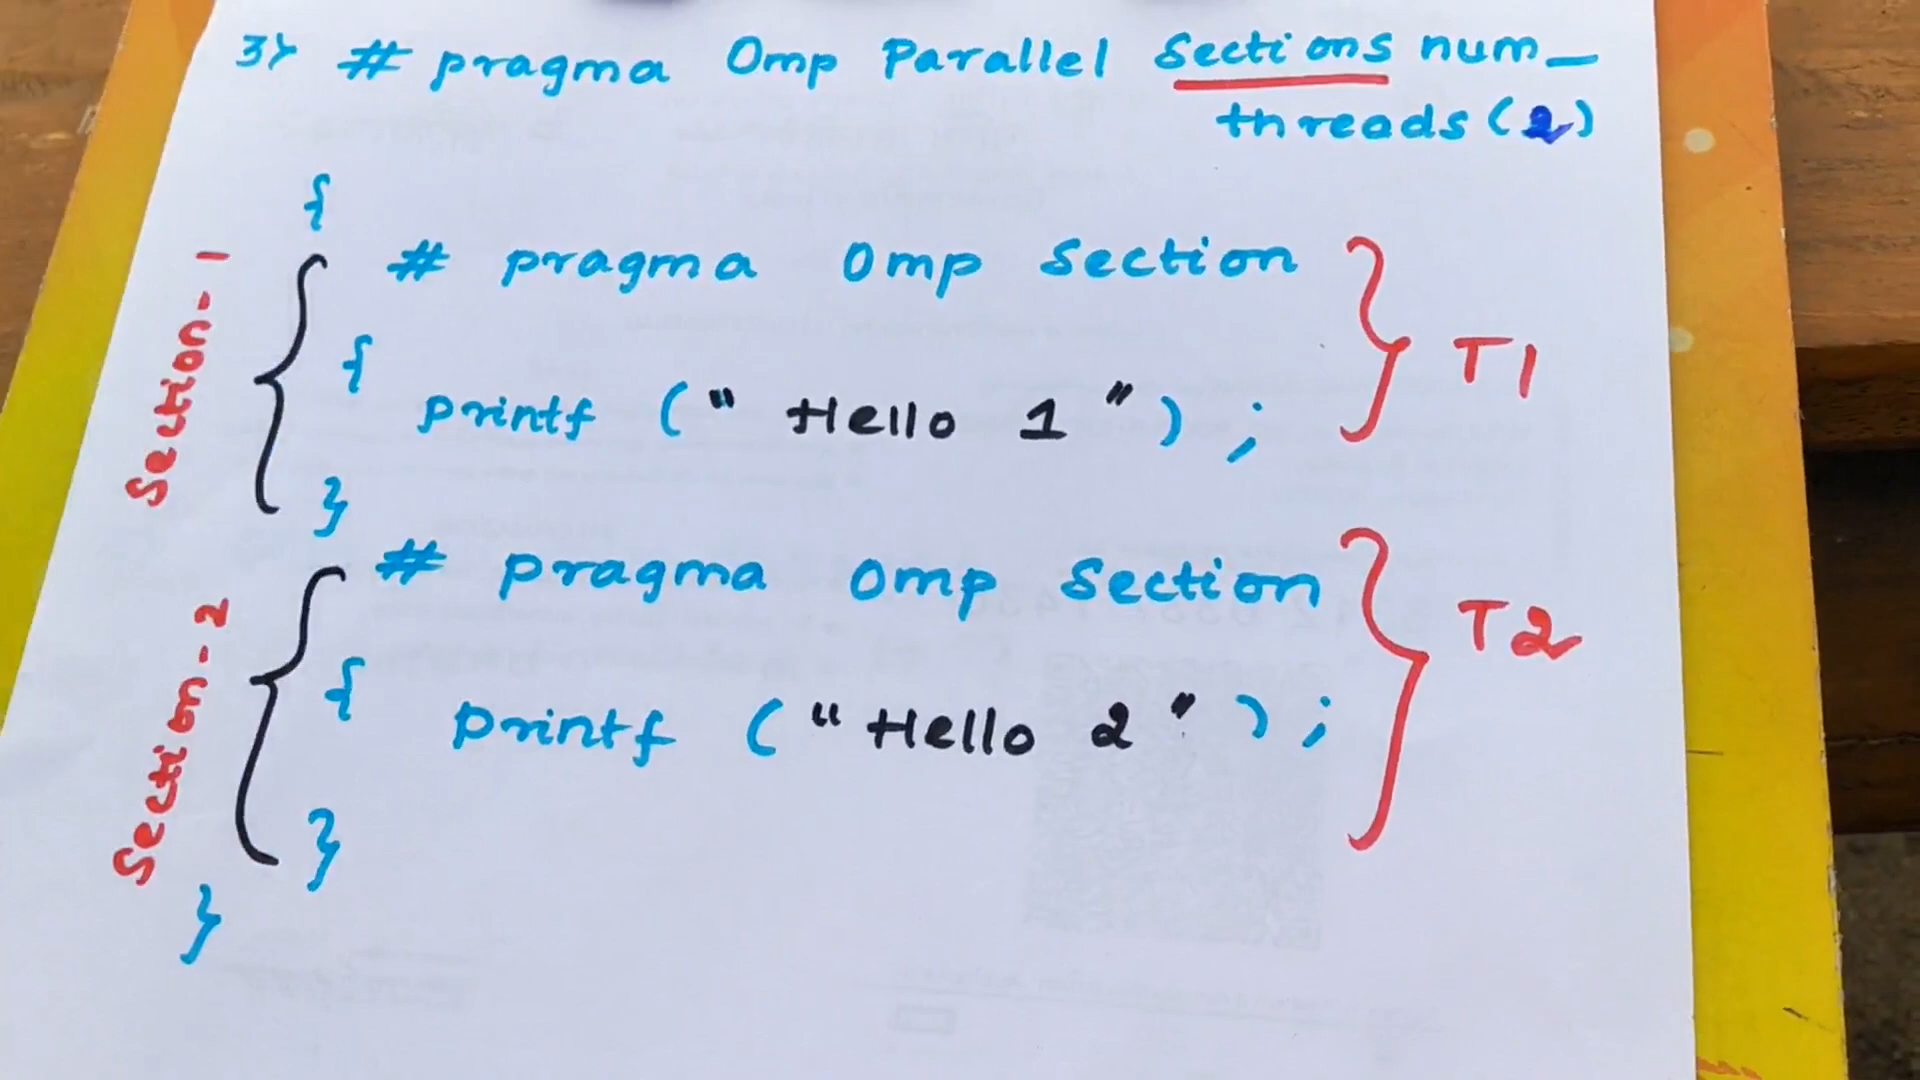 3> # pragma Omp Parallel Sections num_
threads(2)
{
# pragma Omp Section
{
printf (" Hello 1 ") ;
}
Section-1
T1
# pragma Omp Section
{
printf ("Hello 2") ;
}
Section-2
T2
}